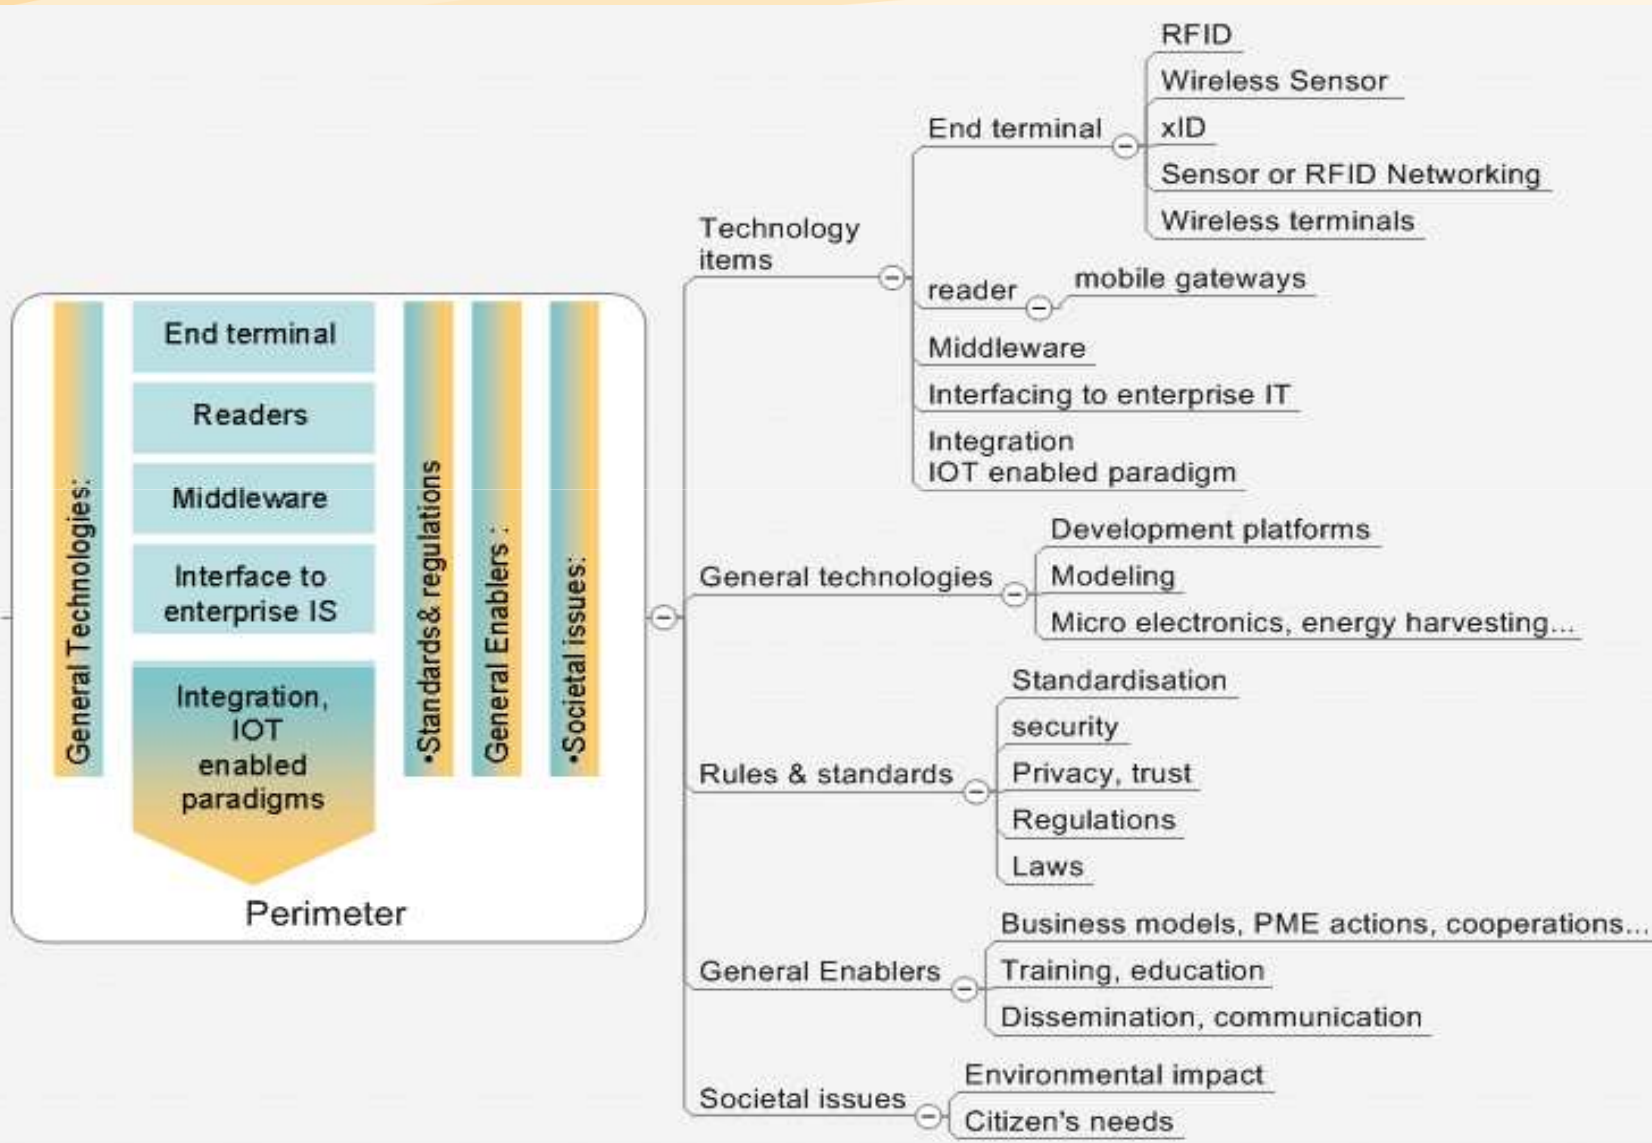 General Technologies:
End terminal
Readers
Middleware
Interface to
enterprise IS
Integration,
IOT
enabled
paradigms
•Standards& regulations
General Enablers :
•Societal issues:
Perimeter
Technology
items
End terminal
RFID
Wireless Sensor
xID
Sensor or RFID Networking
Wireless terminals
reader
mobile gateways
Middleware
Interfacing to enterprise IT
Integration
IOT enabled paradigm
General technologies
Development platforms
Modeling
Micro electronics, energy harvesting...
Rules & standards
Standardisation
security
Privacy, trust
Regulations
Laws
General Enablers
Business models, PME actions, cooperations...
Training, education
Dissemination, communication
Societal issues
Environmental impact
Citizen's needs